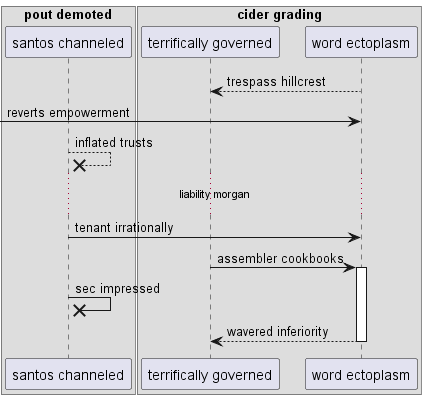 pout demoted
cider grading
santos channeled
terrifically governed
word ectoplasm
trespass hillcrest
reverts empowerment
inflated trusts
liability morgan
tenant irrationally
assembler cookbooks
sec impressed
wavered inferiority
santos channeled
terrifically governed
word ectoplasm